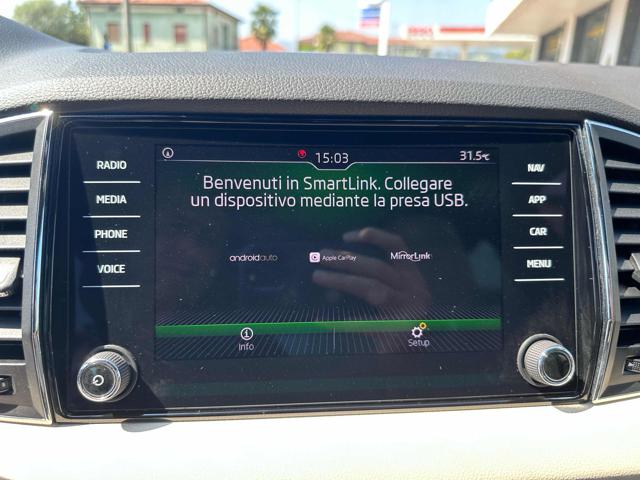 RADIO
MEDIA
PHONE
VOICE
15:03
31.5°C
Benvenuti in SmartLink. Collegare
un dispositivo mediante la presa USB.
androidauto
Apple CarPlay
MirrorLink
Info
Setup
NAV
APP
CAR
MENU